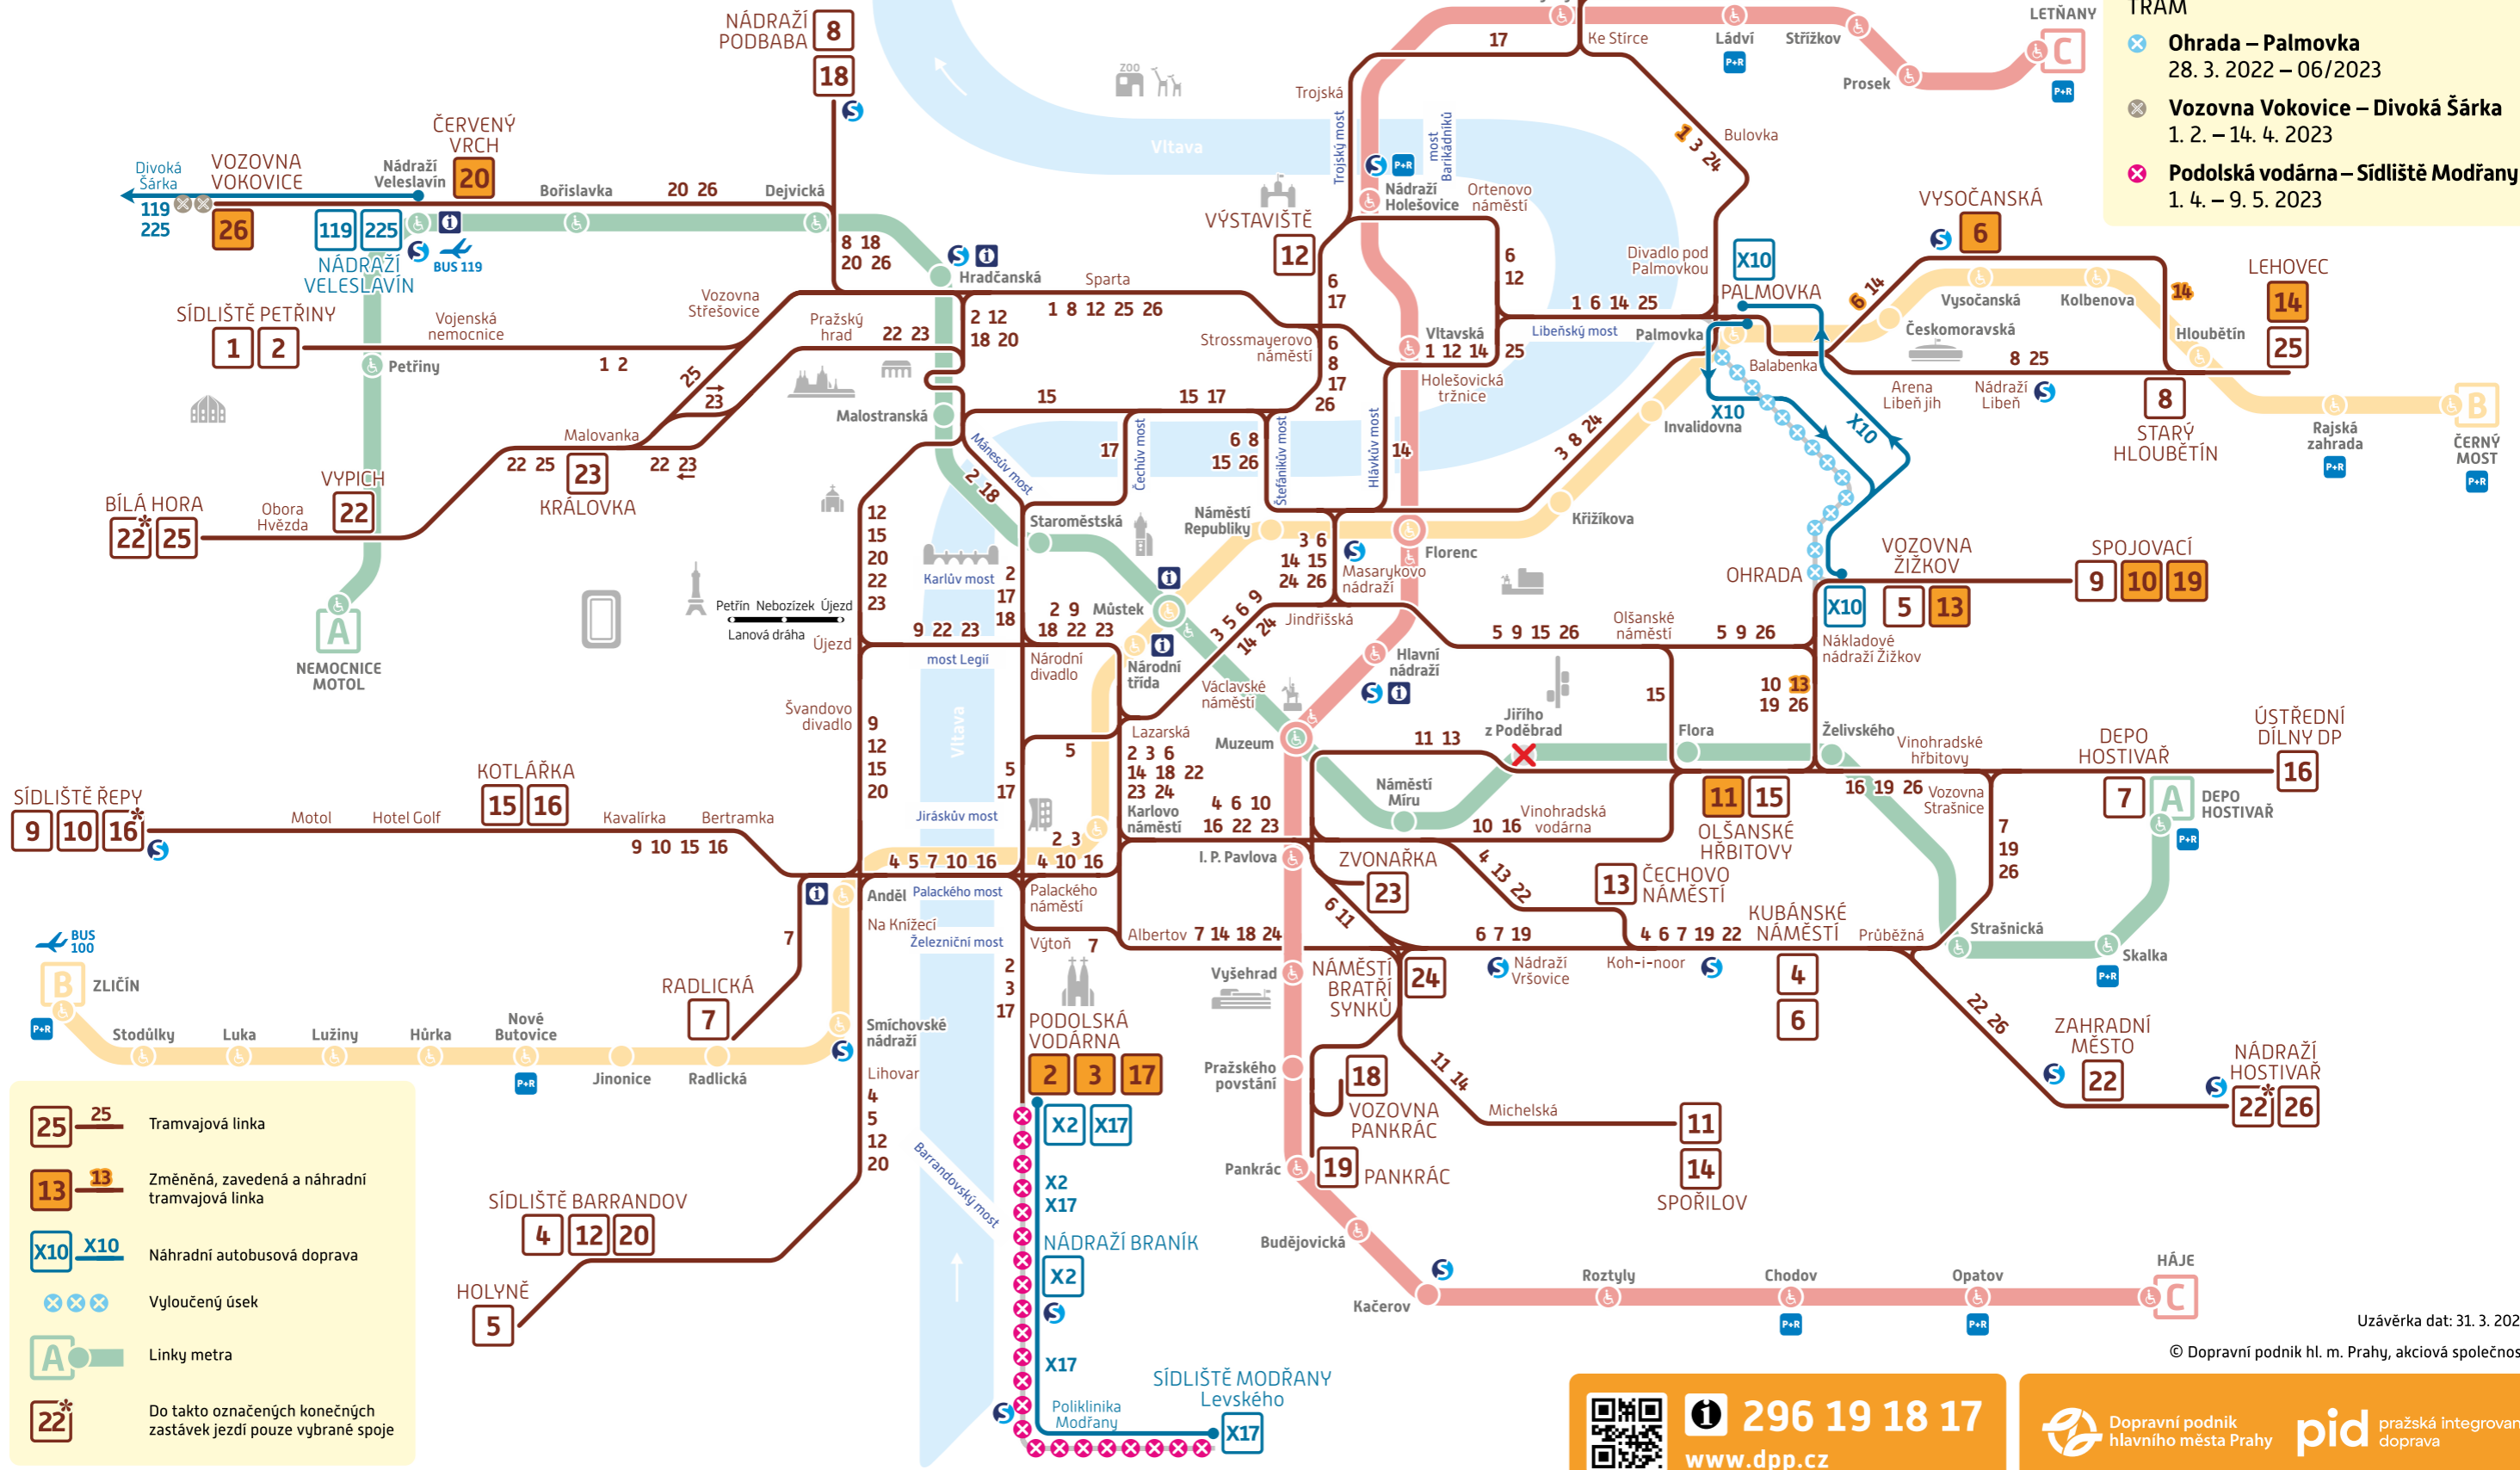 NÁDRAŽÍ
PODBABA
8
18
ZOO
17
Ke Stírce
Ládví
P+R
Střížkov
Prosek
LETŇANY
C
P+R
TRAM
Ohrada – Palmovka
28. 3. 2022 – 06/2023
Vozovna Vokovice – Divoká Šárka
1. 2. – 14. 4. 2023
Podolská vodárna – Sídliště Modřany
1. 4. – 9. 5. 2023
Trojská
Trojský most
most
Barikádníků
Vltava
Bulovka
1 3 24
ČERVENÝ
VRCH
20
Divoká
Šárka
119
225
VOZOVNA
VOKOVICE
26
Nádraží
Veleslavín
119
225
NÁDRAŽÍ
VELESLAVÍN
BUS 119
Bořislavka
20 26
Dejvická
8 18
20 26
Hradčanská
Sparta
1 8 12 25 26
VÝSTAVIŠTĚ
12
P+R
Nádraží
Holešovice
Ortenovo
náměstí
6
12
6
17
Divadlo pod
Palmovkou
X10
PALMOVKA
1 6 14 25
Libeňský most
Palmovka
VYSOČANSKÁ
6
6 14
Vysočanská
Kolbenova
14
Českomoravská
Hloubětín
LEHOVEC
14
25
SÍDLIŠTĚ PETŘINY
1
2
Vojenská
nemocnice
1 2
Petřiny
Vozovna
Střešovice
Pražský
hrad
22 23
2 12
18 20
25
23
Malostranská
15
15 17
Strossmayerovo
náměstí
6
8
17
26
Vltavská
1 12 14
25
Holešovická
tržnice
Balabenka
8 25
Arena
Libeň jih
Nádraží
Libeň
8
STARÝ
HLOUBĚTÍN
Rajská
zahrada
P+R
B
ČERNÝ
MOST
P+R
X10
X10
Invalidovna
3 8 24
Křižíkova
Malovanka
22 25
23
22 23
KRÁLOVKA
VYPICH
22
BÍLÁ HORA
22*
25
Obora
Hvězda
Mánesův most
2 18
17
Čechův most
6 8
15 26
Štefánikův most
Hlávkův most
14
12
15
20
22
23
Staroměstská
Náměstí
Republiky
3 6
14 15
24 26
Masarykovo
nádraží
Florenc
Karlův most
2
17
18
Můstek
2 9
18 22 23
3 5 6 9
14 24
Jindřišská
OHRADA
X10
VOZOVNA
ŽIŽKOV
5
13
SPOJOVACÍ
9
10
19
Nákladové
nádraží Žižkov
A
NEMOCNICE
MOTOL
Petřín Nebozízek Újezd
Lanová dráha
Újezd
9 22 23
most Legií
Národní
divadlo
Národní
třída
Václavské
náměstí
Hlavní
nádraží
5 9 15 26
Olšanské
náměstí
5 9 26
15
10 13
19 26
Švandovo
divadlo
9
12
15
20
Vltava
5
Lazarská
2 3 6
14 18 22
23 24
5
17
Muzeum
11 13
Jiřího
z Poděbrad
Flora
Želivského
Vinohradské
hřbitovy
DEPO
HOSTIVAŘ
7
A
DEPO
HOSTIVAŘ
P+R
ÚSTŘEDNÍ
DÍLNY DP
16
KOTLÁŘKA
15
16
SÍDLIŠTĚ ŘEPY
9
10
16*
Motol
Hotel Golf
Kavalírka
Bertramka
9 10 15 16
Jiráskův most
2 3
Karlovo
náměstí
4 6 10
16 22 23
Náměstí
Míru
10 16
Vinohradská
vodárna
11
15
OLŠANSKÉ
HŘBITOVY
16 19 26
Vozovna
Strašnice
7
19
26
4 5 7 10 16
4 10 16
Anděl
Palackého most
Palackého
náměstí
I. P. Pavlova
ZVONAŘKA
23
4 13 22
13
ČECHOVO
NÁMĚSTÍ
6 11
Na Knížecí
Železniční most
7
Výtoň
7
Albertov
7 14 18 24
6 7 19
4 6 7 19 22
KUBÁNSKÉ
NÁMĚSTÍ
4
6
Průběžná
Strašnická
Skalka
P+R
Vyšehrad
NÁMĚSTÍ
BRATŘÍ
SYNKŮ
24
Nádraží
Vršovice
Koh-i-noor
BUS
100
B
ZLIČÍN
P+R
Stodůlky
Luka
Lužiny
Hůrka
Nové
Butovice
P+R
Jinonice
Radlická
RADLICKÁ
7
Smíchovské
nádraží
2
3
17
PODOLSKÁ
VODÁRNA
2
3
17
X2
X17
Pražského
povstání
18
VOZOVNA
PANKRÁC
11 14
Michelská
11
14
SPOŘILOV
22 26
ZAHRADNÍ
MĚSTO
22
NÁDRAŽÍ
HOSTIVAŘ
22*
26
Lihovar
4
5
12
20
Barrandovský most
X2
X17
Pankrác
19
PANKRÁC
SÍDLIŠTĚ BARRANDOV
4
12
20
HOLYNĚ
5
NÁDRAŽÍ BRANÍK
X2
X17
Budějovická
Kačerov
Roztyly
Chodov
P+R
Opatov
P+R
HÁJE
C
SÍDLIŠTĚ MODŘANY
Levského
X17
Poliklinika
Modřany
25
25
Tramvajová linka
13
13
Změněná, zavedená a náhradní
tramvajová linka
X10
X10
Náhradní autobusová doprava
Vyloučený úsek
A
Linky metra
22*
Do takto označených konečných
zastávek jezdí pouze vybrané spoje
Uzávěrka dat: 31. 3. 202
© Dopravní podnik hl. m. Prahy, akciová společnos
296 19 18 17
www.dpp.cz
Dopravní podnik
hlavního města Prahy
pid
pražská integrovan
doprava